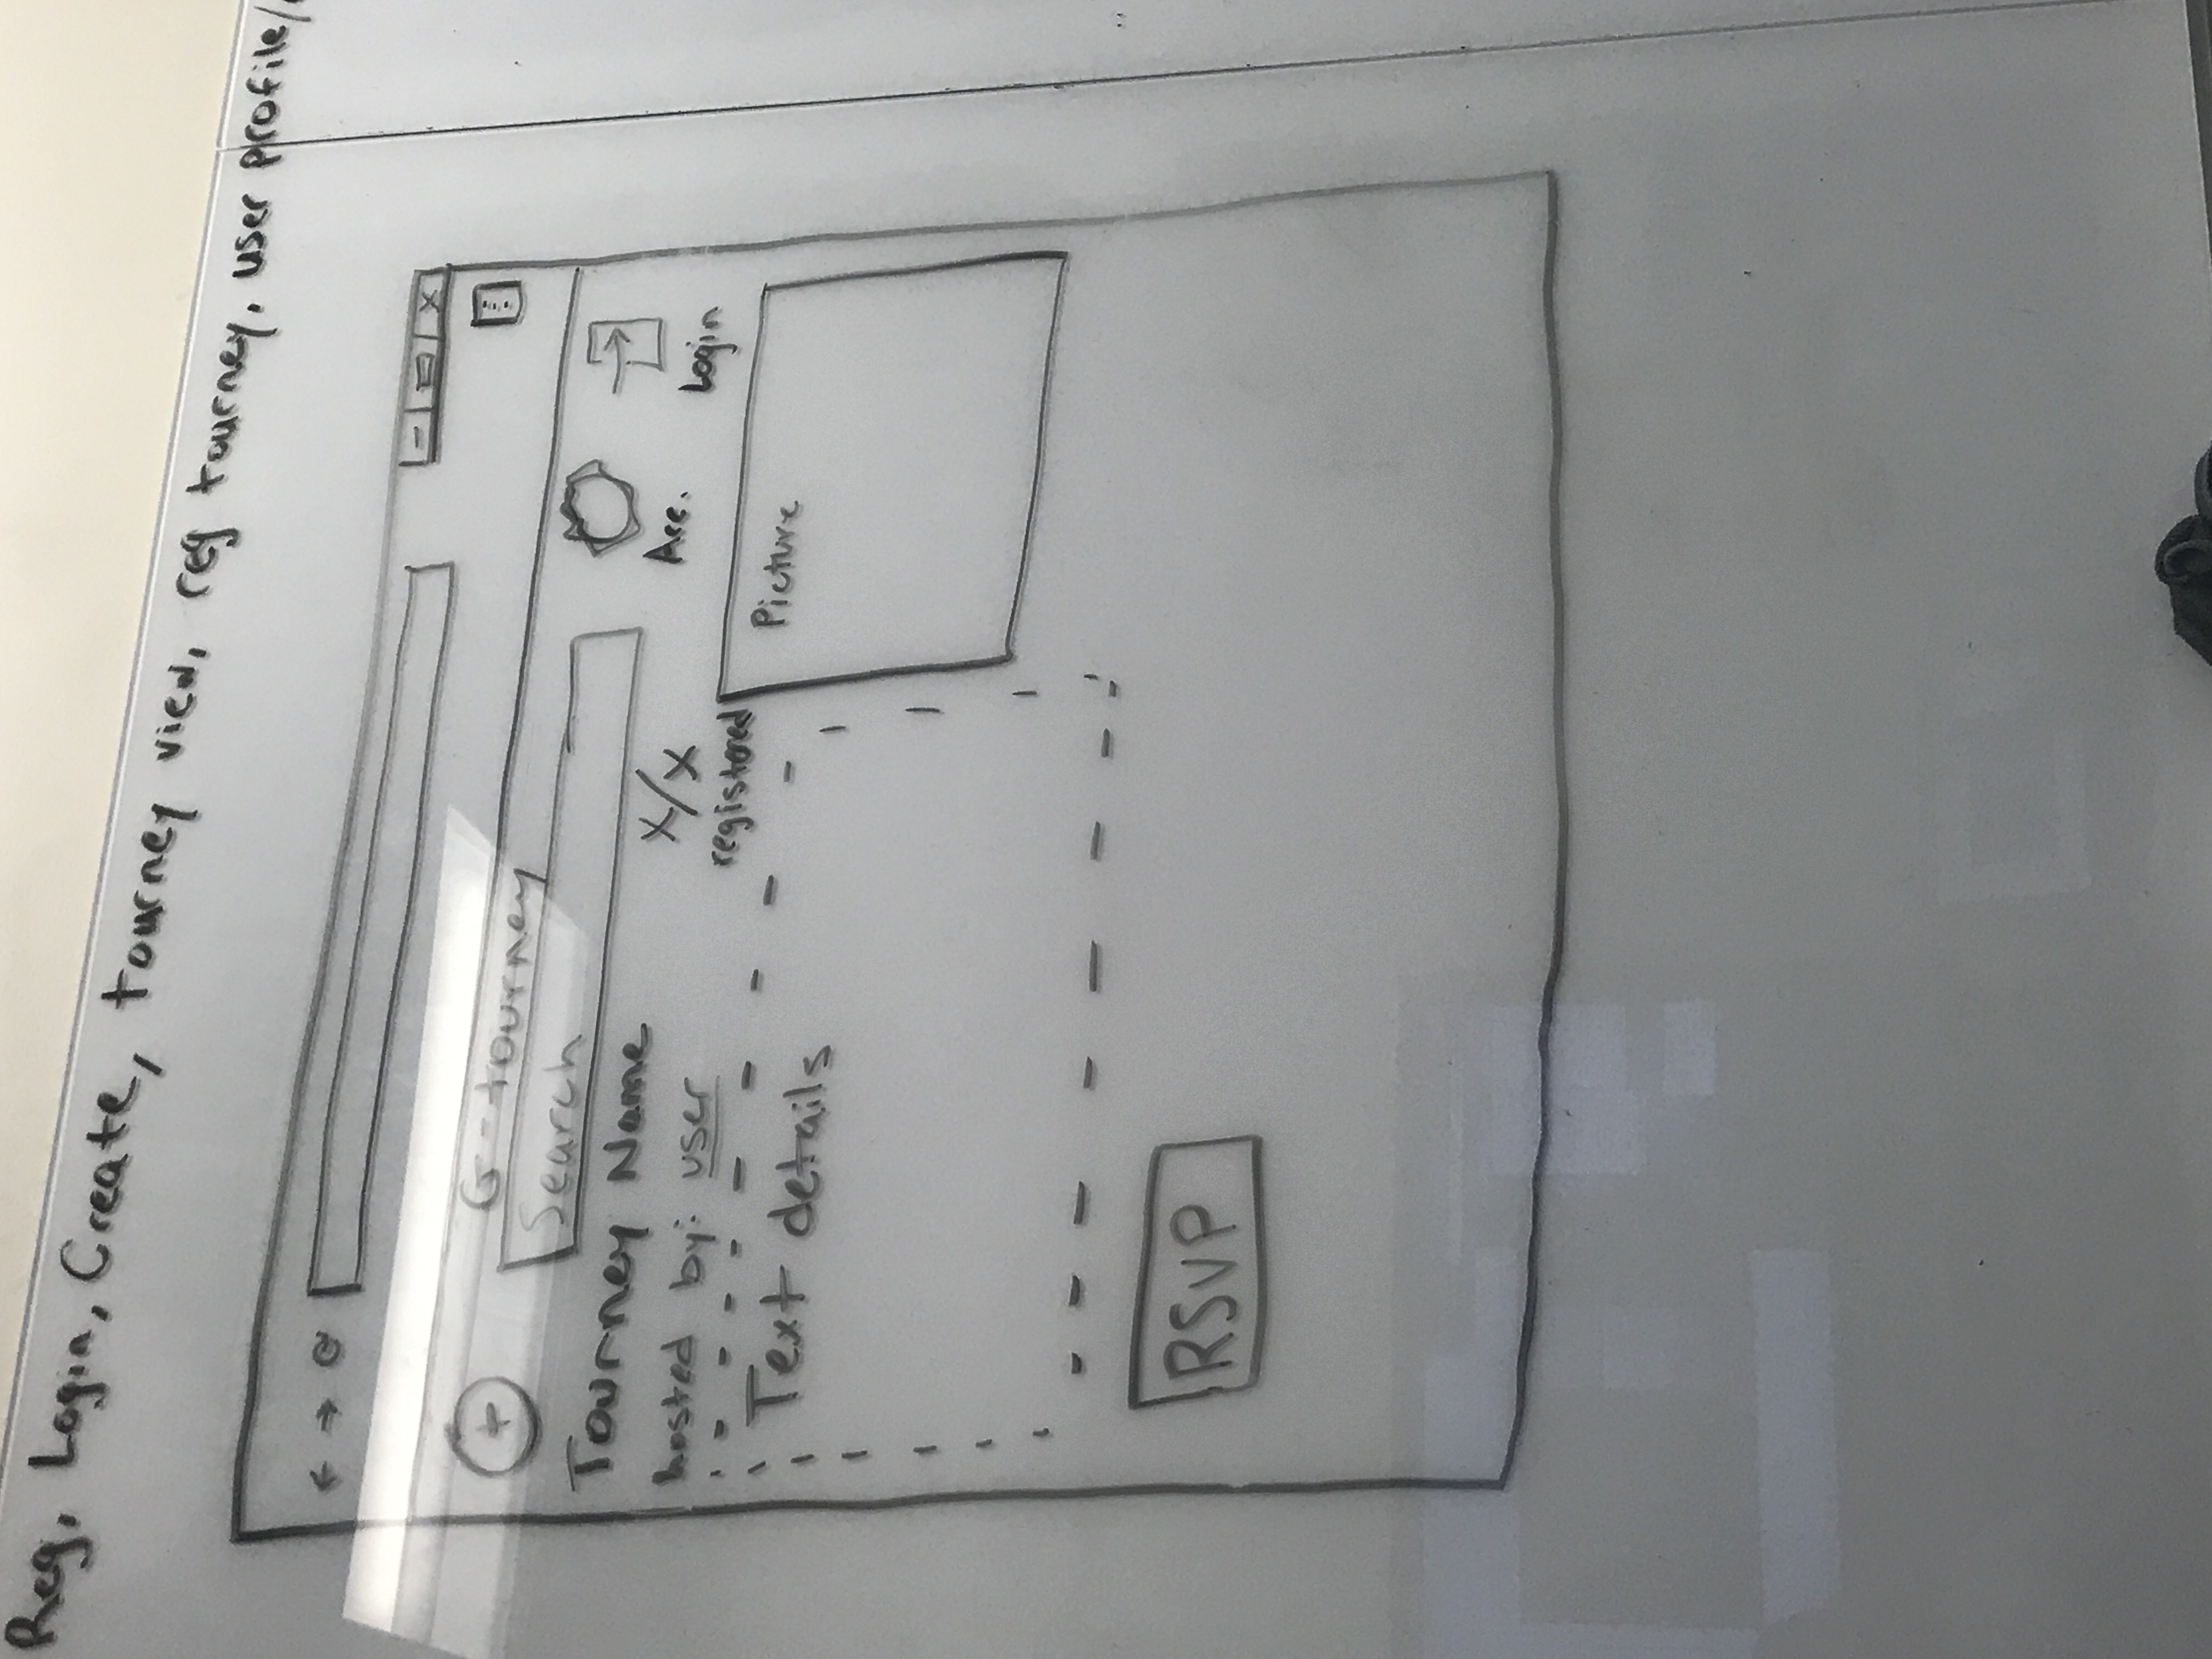 Reg, Login, Create, tourney view, reg tourney, user profile/
G-tourney
Search
Tourney Name
hosted by: user
X/X
registered
Acc.
Login
Text details
Picture
RSVP